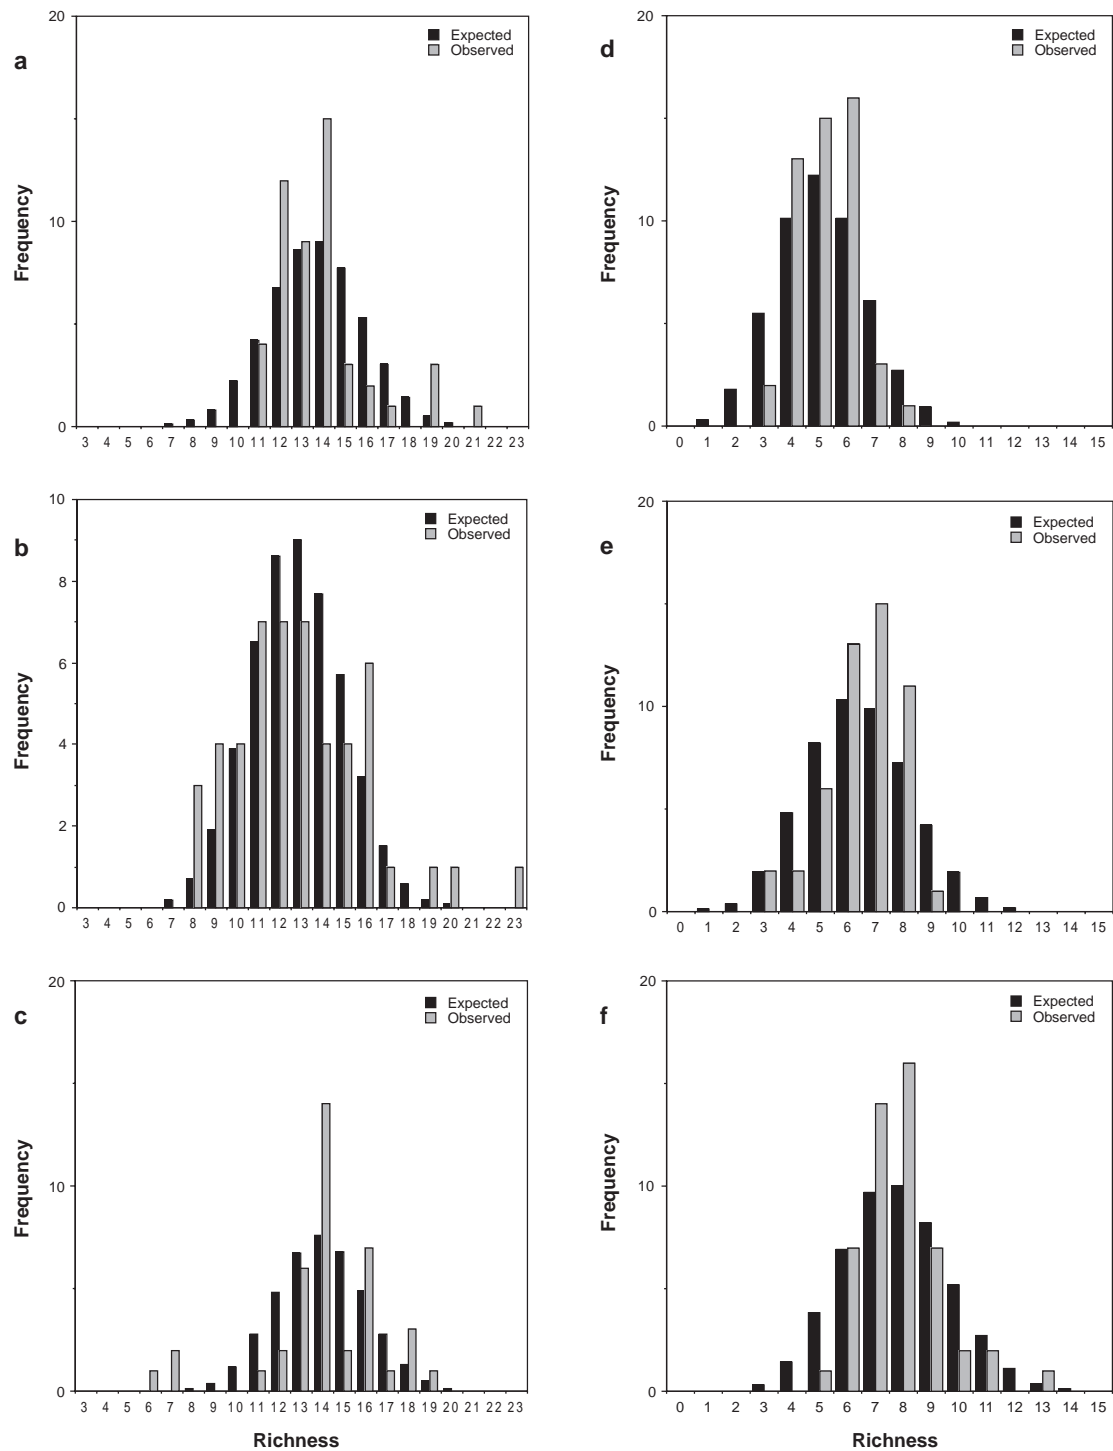 a
Expected
Observed
Frequency
20
10
0
3 4 5 6 7 8 9 10 11 12 13 14 15 16 17 18 19 20 21 22 23
d
Expected
Observed
Frequency
20
10
0
0 1 2 3 4 5 6 7 8 9 10 11 12 13 14 15
b
Expected
Observed
Frequency
10
8
6
4
2
0
3 4 5 6 7 8 9 10 11 12 13 14 15 16 17 18 19 20 21 22 23
e
Expected
Observed
Frequency
20
10
0
0 1 2 3 4 5 6 7 8 9 10 11 12 13 14 15
c
Expected
Observed
Frequency
20
10
0
3 4 5 6 7 8 9 10 11 12 13 14 15 16 17 18 19 20 21 22 23
Richness
f
Expected
Observed
Frequency
20
10
0
0 1 2 3 4 5 6 7 8 9 10 11 12 13 14 15
Richness